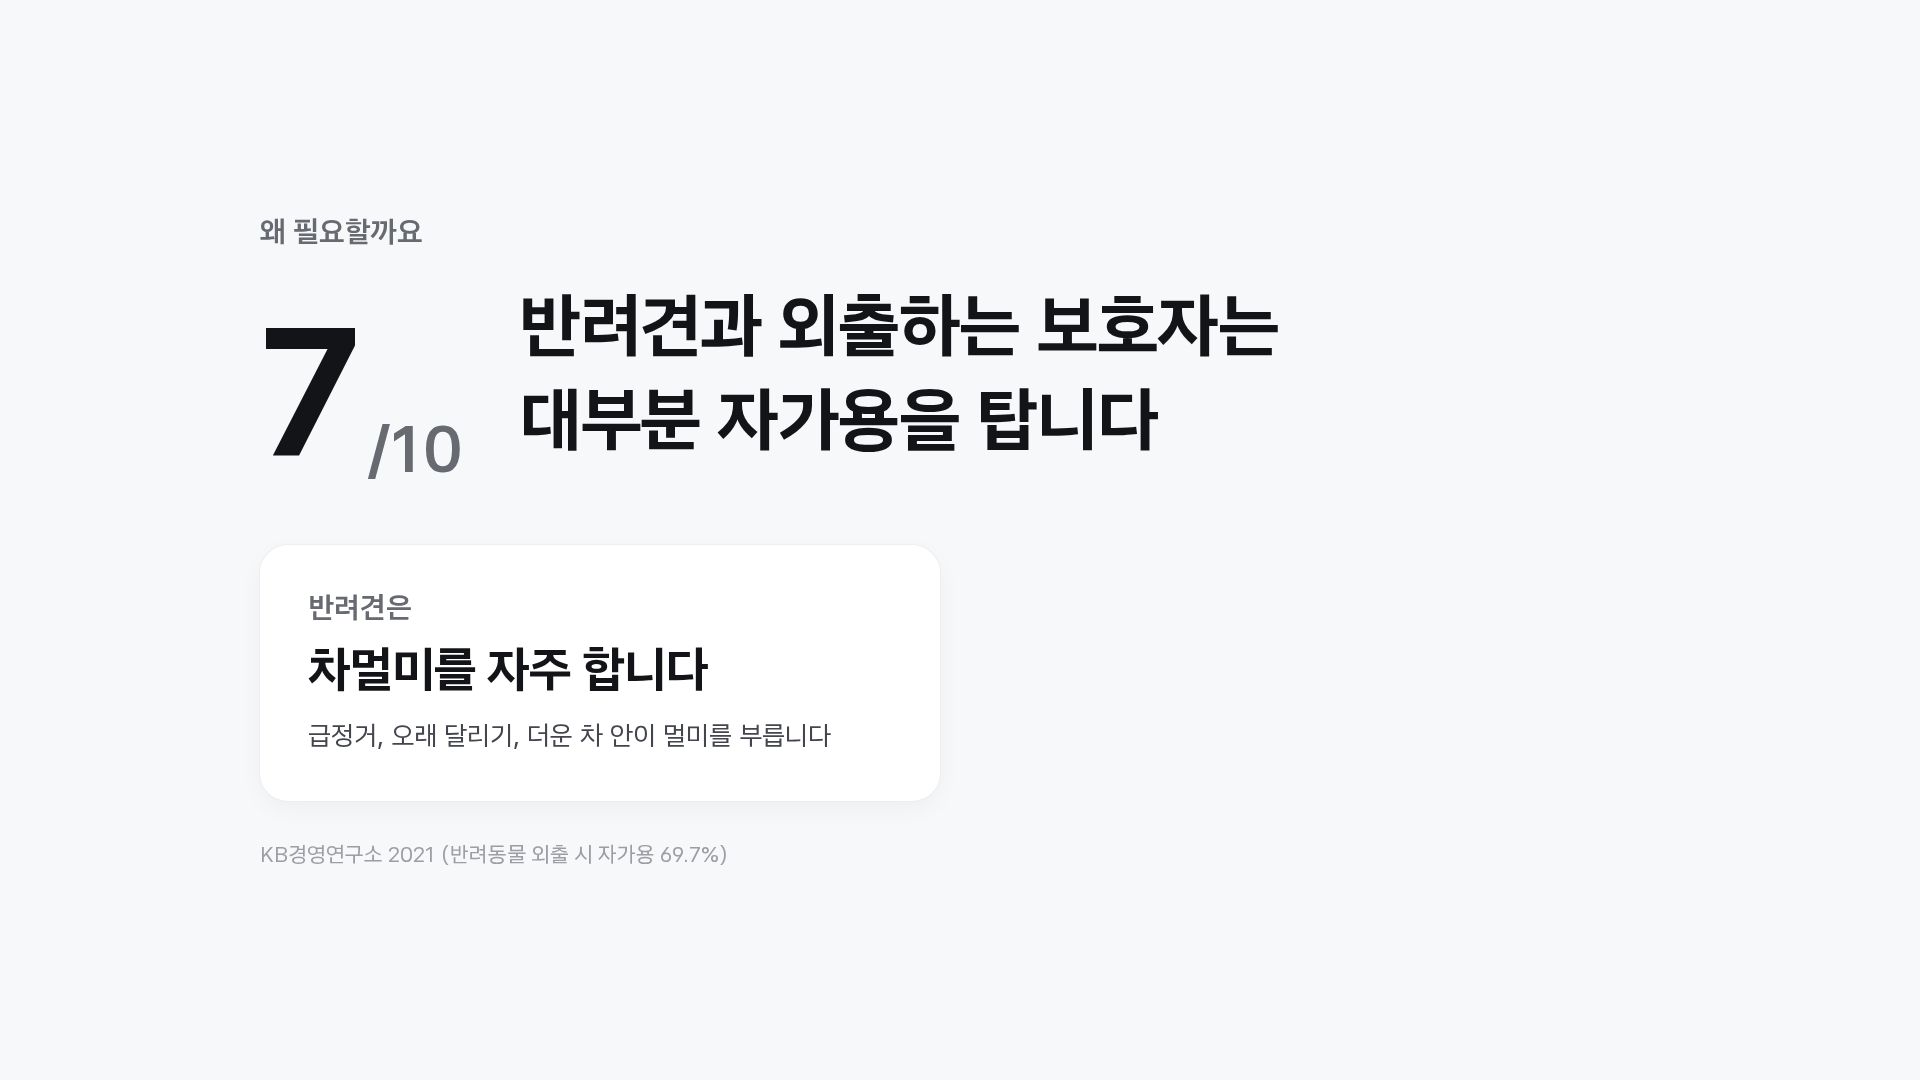 왜 필요할까요
7/10
반려견과 외출하는 보호자는
대부분 자가용을 탑니다
반려견은
차멀미를 자주 합니다
급정거, 오래 달리기, 더운 차 안이 멀미를 부릅니다
KB경영연구소 2021 (반려동물 외출 시 자가용 69.7%)